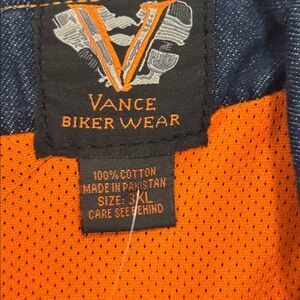 V
VANCE
BIKER WEAR
100% COTTON
MADE IN PAKISTAN
SIZE: 3XL
CARE SEE BEHIND